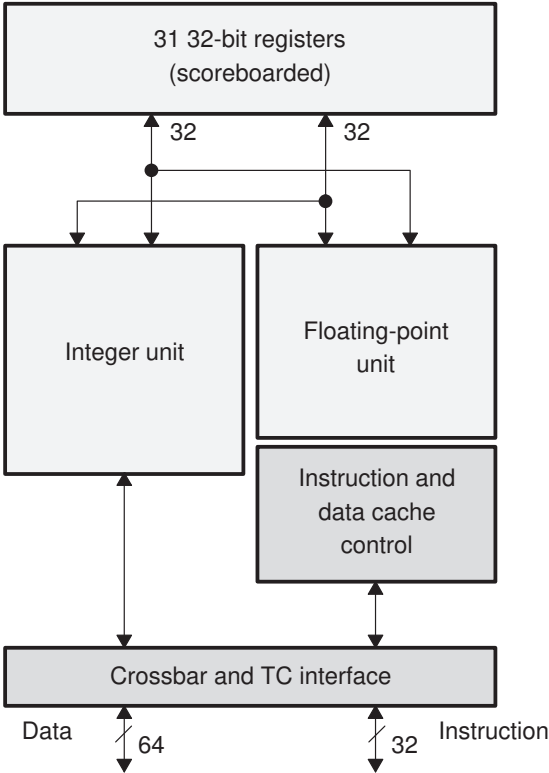 31 32-bit registers
(scoreboarded)
32
32
Integer unit
Floating-point
unit
Instruction and
data cache
control
Crossbar and TC interface
Data
64
32
Instruction